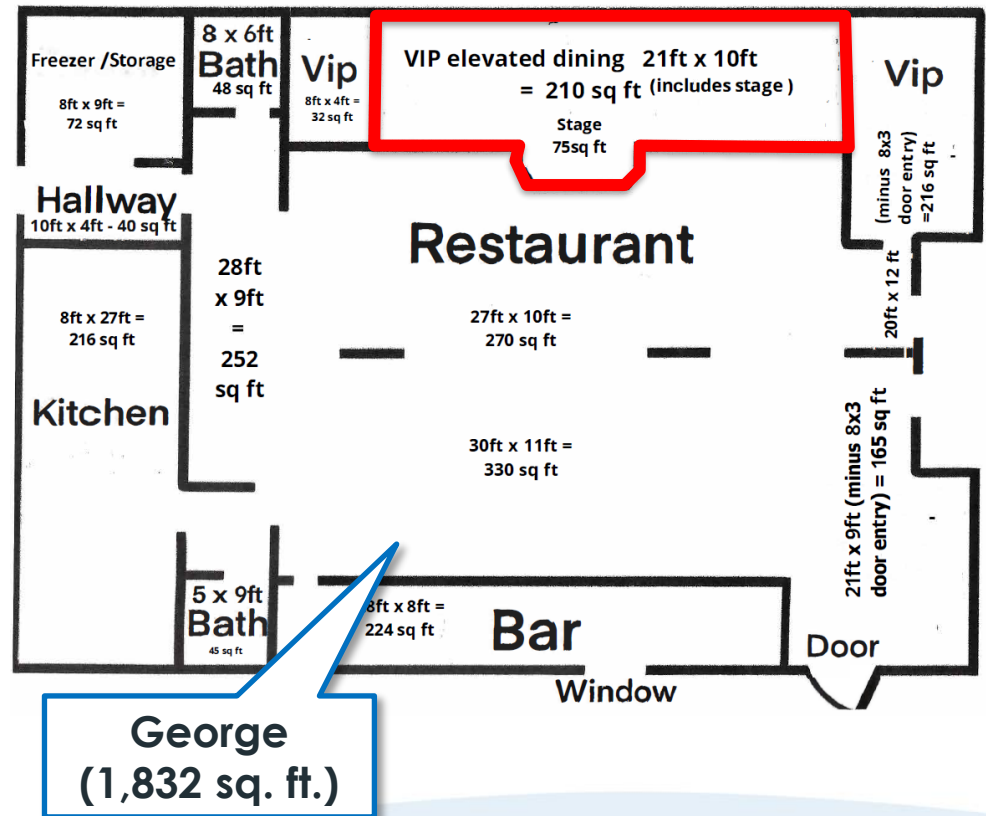 Freezer /Storage
8ft x 9ft =
72 sq ft
8 x 6ft
Bath
48 sq ft
Vip
8ft x 4ft =
32 sq ft
VIP elevated dining 21ft x 10ft
= 210 sq ft (includes stage )
Stage
75sq ft
Vip
(minus 8x3
door entry)
=216 sq ft
20ft x 12 ft
Hallway
10ft x 4ft - 40 sq ft
Restaurant
28ft
x 9ft
=
252
sq ft
27ft x 10ft =
270 sq ft
8ft x 27ft =
216 sq ft
Kitchen
30ft x 11ft =
330 sq ft
21ft x 9ft (minus 8x3
door entry) = 165 sq ft
5 x 9ft
Bath
45 sq ft
8ft x 8ft =
224 sq ft
Bar
Door
Window
George
(1,832 sq. ft.)